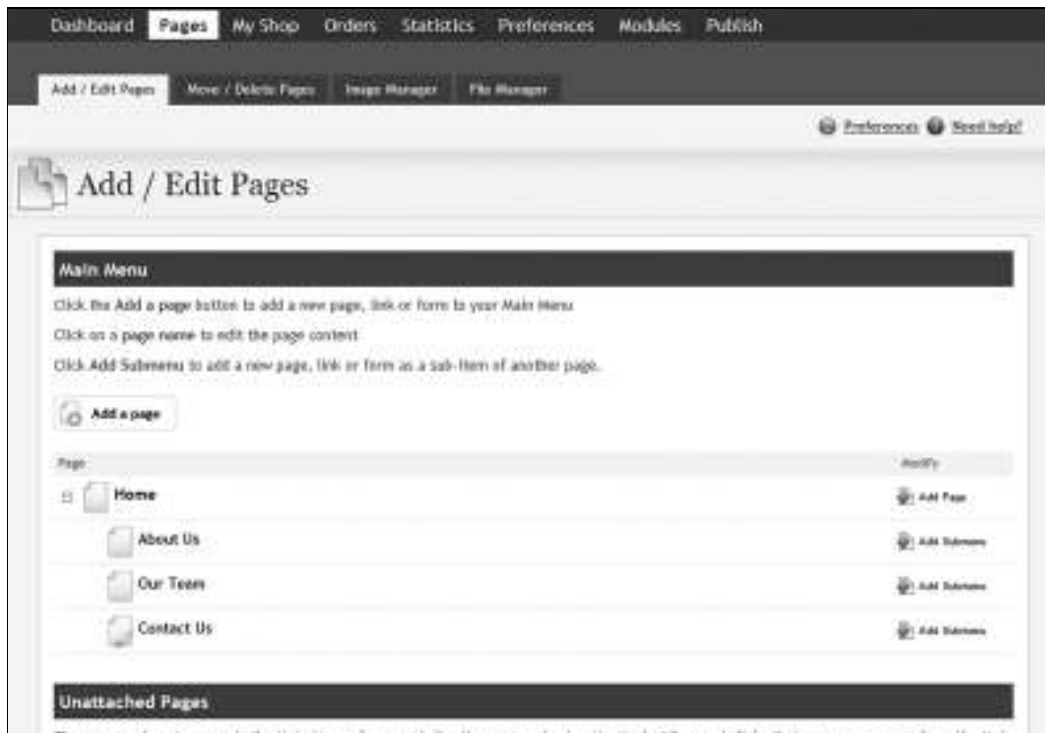 Dashboard Pages My Shop Orders Statistics Preferences Modules Publish
Add / Edit Pages Move / Delete Pages Image Manager File Manager
Preferences Need help?
Add / Edit Pages
Main Menu
Click the Add a page button to add a new page, link or form to your Main Menu
Click on a page name to edit the page content
Click Add Submenu to add a new page, link or form as a sub-item of another page.
Add a page
Page Modify
Home Add Page
About Us Add Submenu
Our Team Add Submenu
Contact Us Add Submenu
Unattached Pages